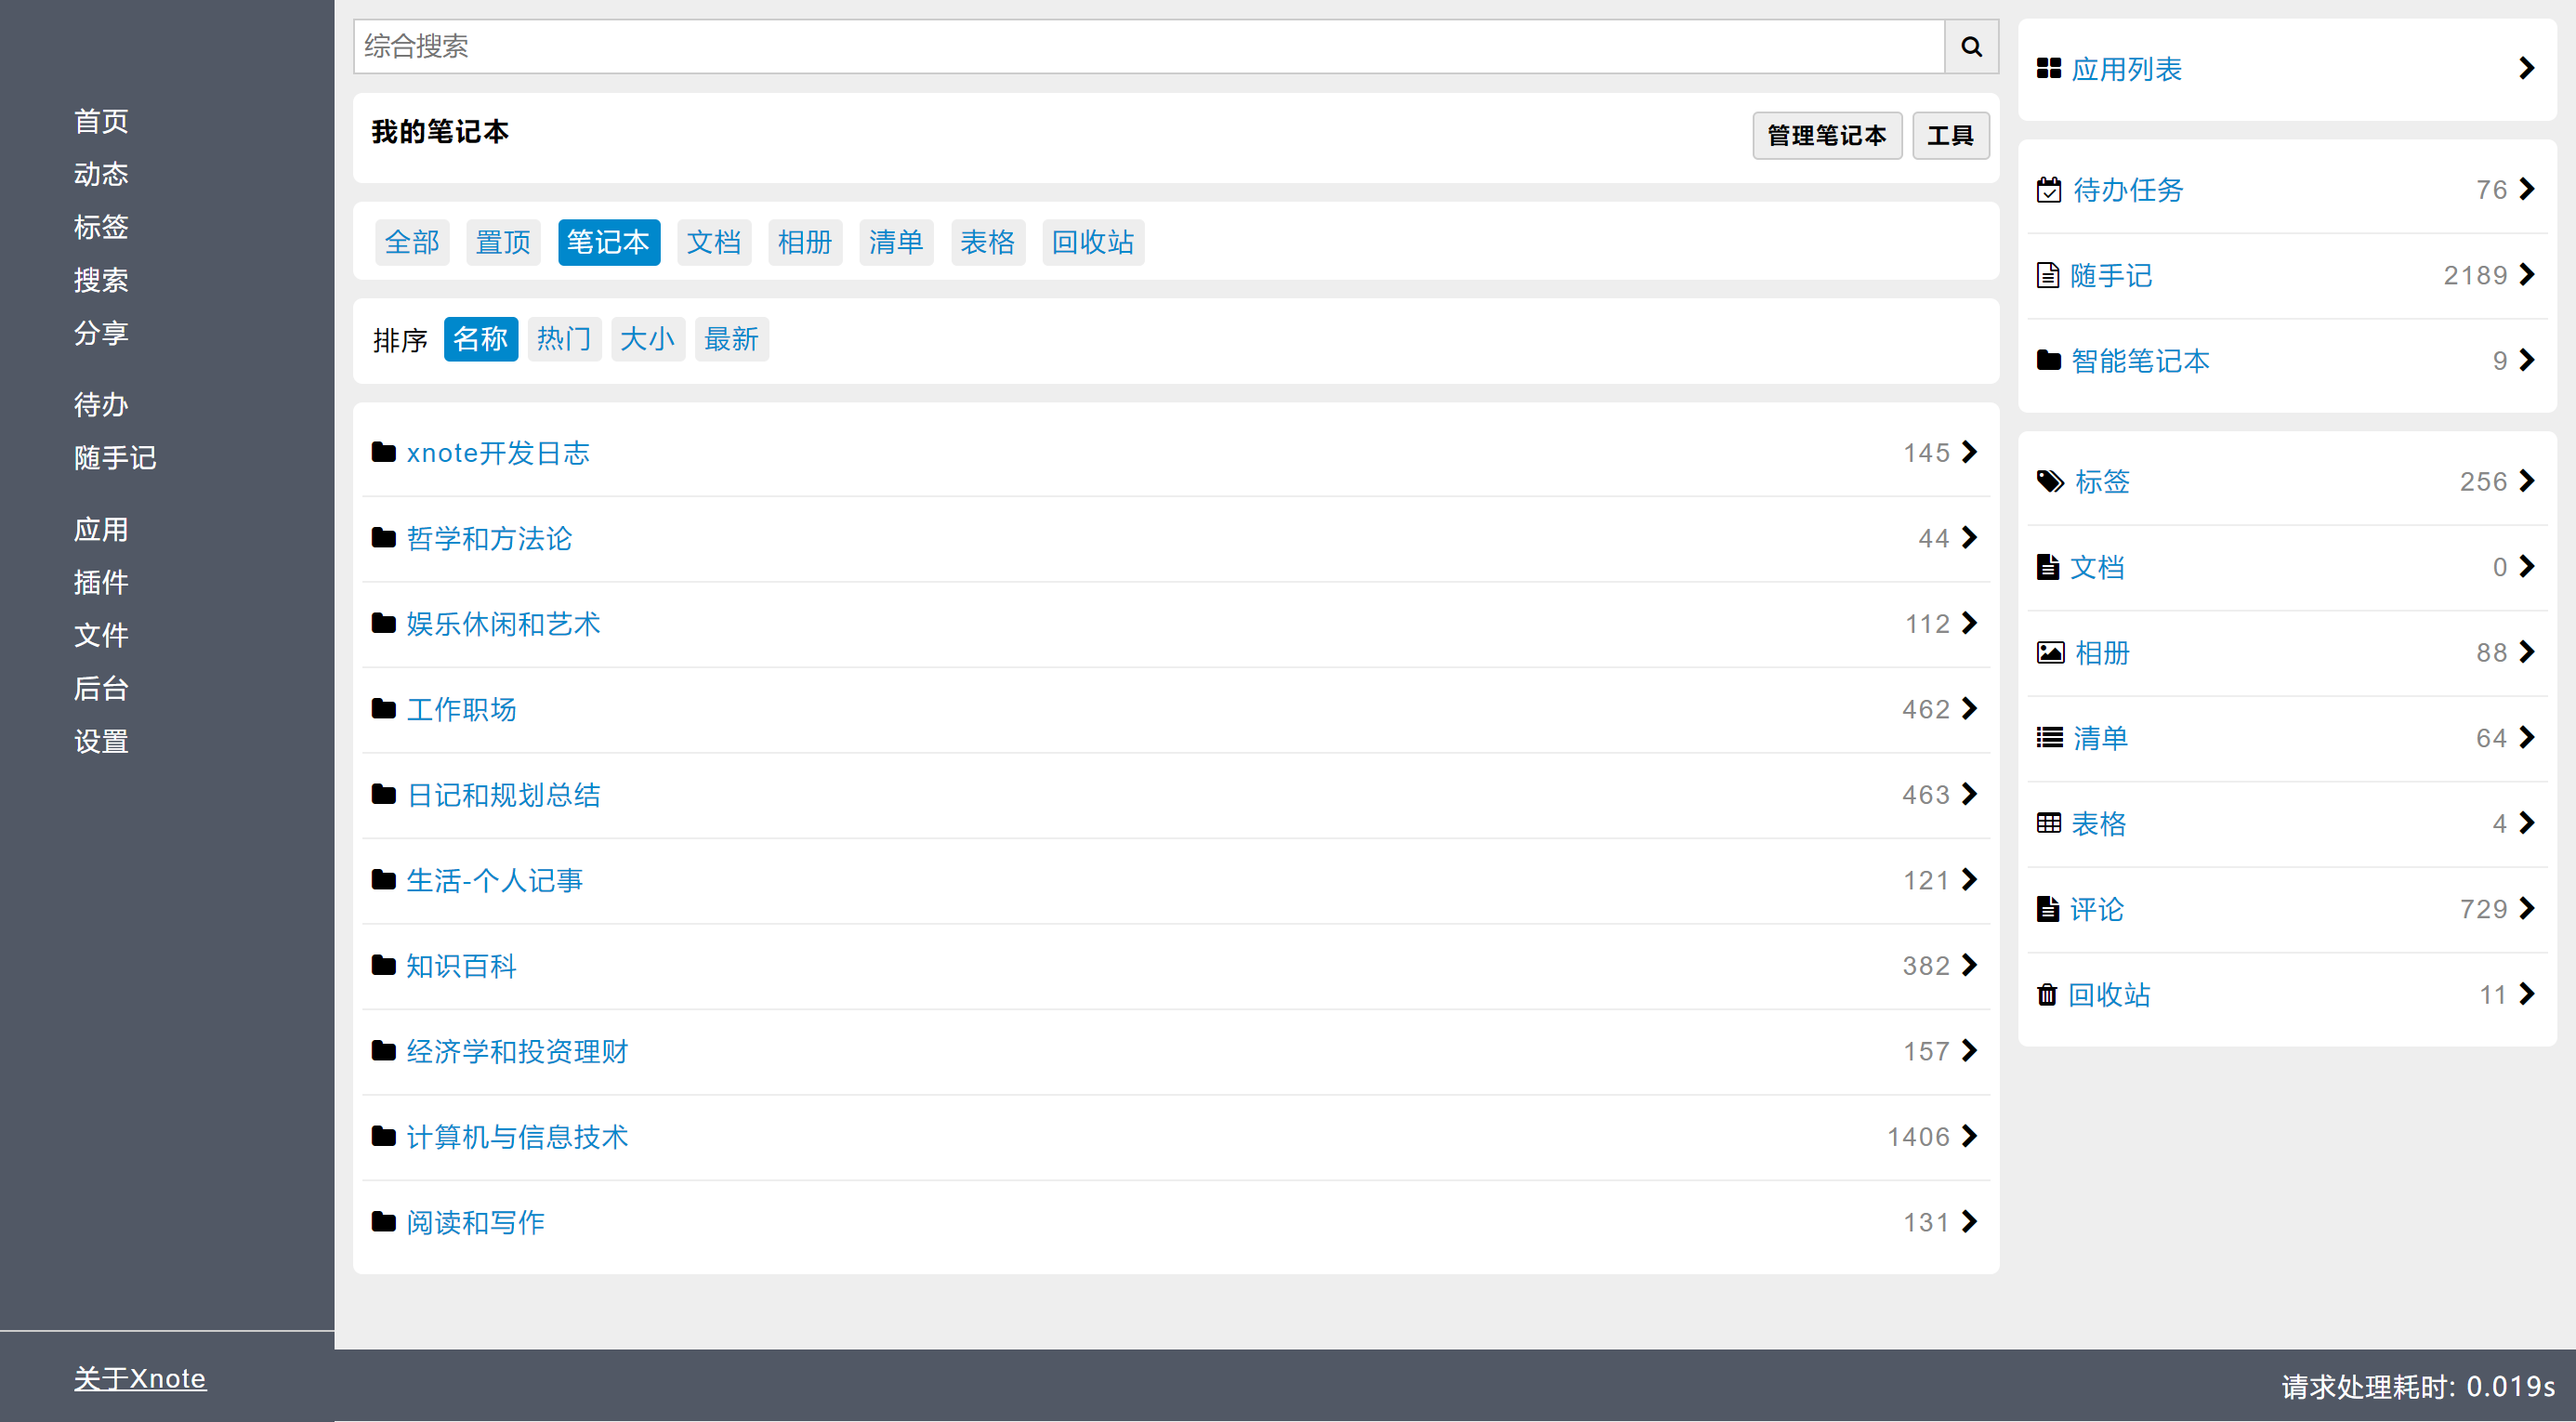 首页
动态
标签
搜索
分享
待办
随手记
应用
插件
文件
后台
设置
关于Xnote
综合搜索
我的笔记本 管理笔记本 工具
全部 置顶 笔记本 文档 相册 清单 表格 回收站
排序 名称 热门 大小 最新
xnote开发日志 145
哲学和方法论 44
娱乐休闲和艺术 112
工作职场 462
日记和规划总结 463
生活-个人记事 121
知识百科 382
经济学和投资理财 157
计算机与信息技术 1406
阅读和写作 131
应用列表
待办任务 76
随手记 2189
智能笔记本 9
标签 256
文档 0
相册 88
清单 64
表格 4
评论 729
回收站 11
请求处理耗时: 0.019s